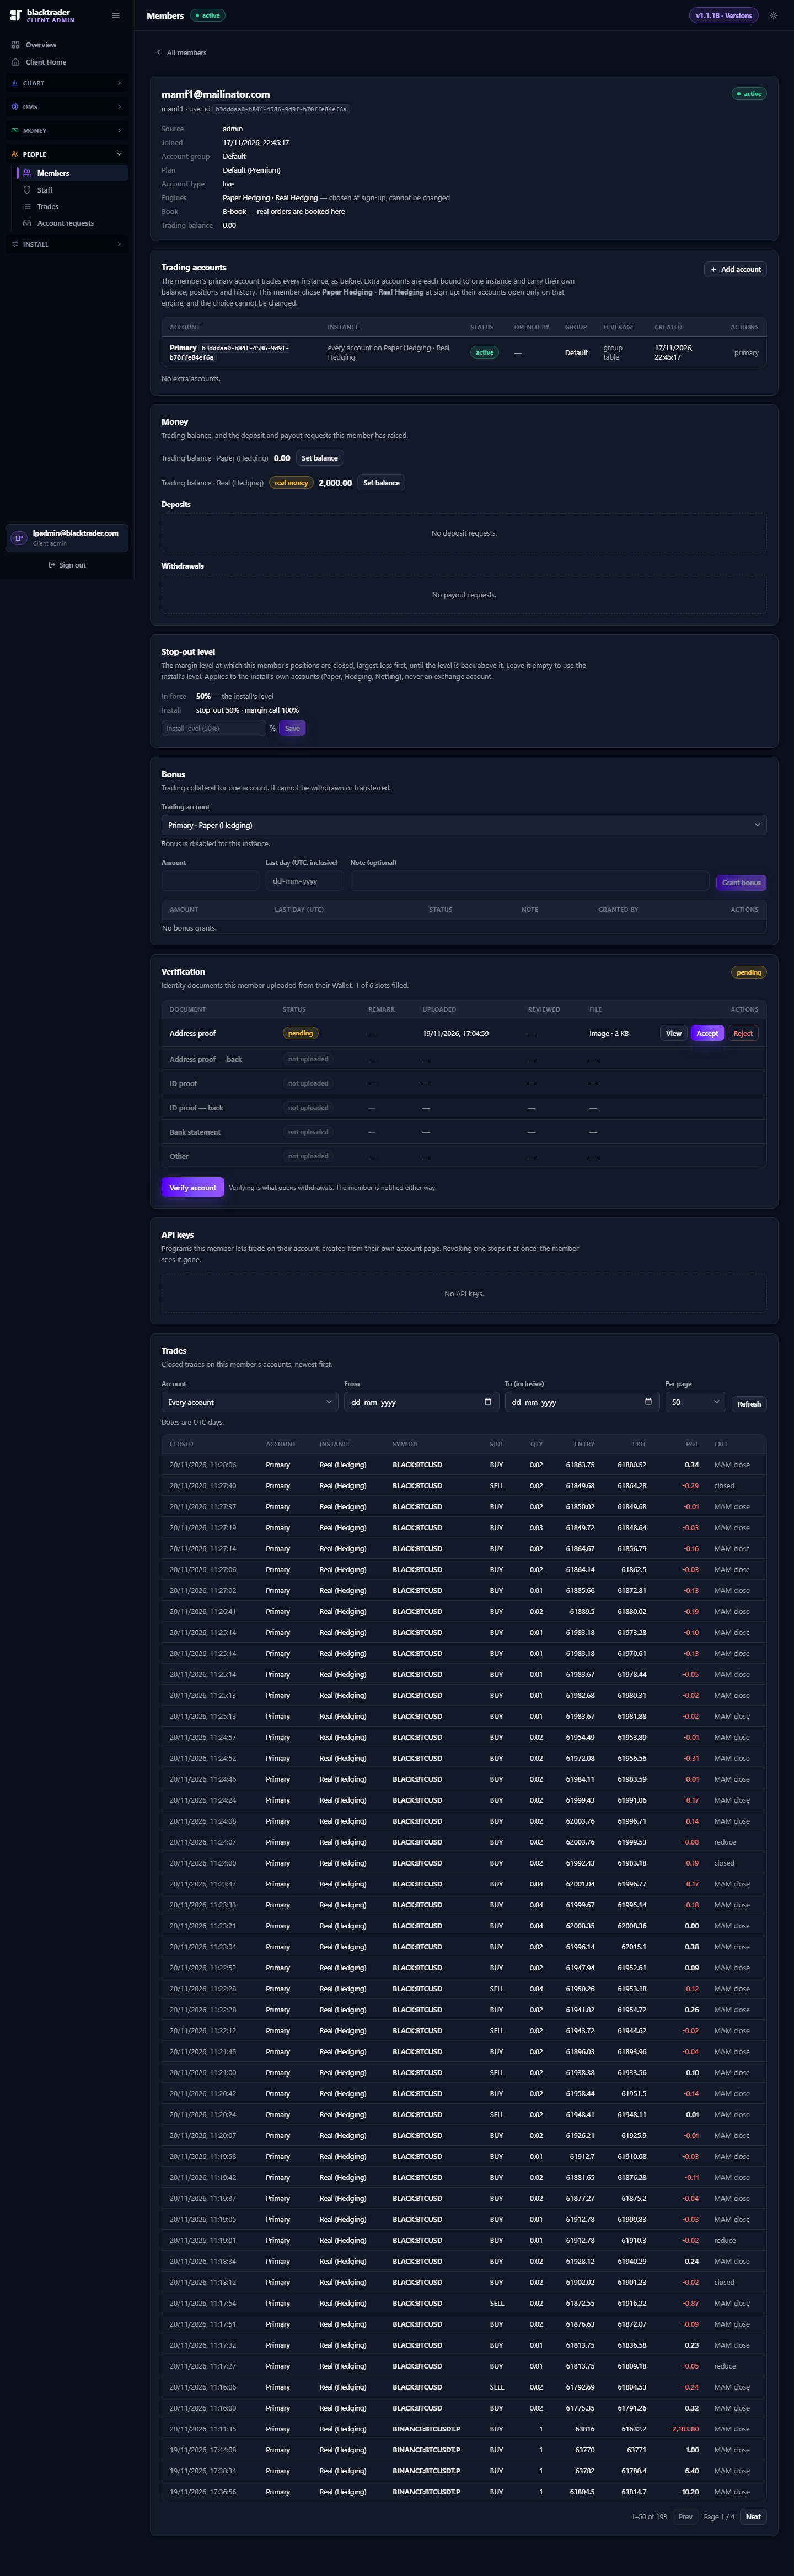 blacktrader
CLIENT ADMIN
Overview
Client Home
CHART
OMS
MONEY
PEOPLE
Members
Staff
Trades
Account requests
INSTALL
LP
lpadmin@blacktrader.com
Client admin
Sign out
Members active
v1.1.18 · Versions
All members
mamf1@mailinator.com
active
mamf1 · user id b3dddaa0-b84f-4586-9d9f-b70ffe84ef6a
Source admin
Joined 17/11/2026, 22:45:17
Account group Default
Plan Default (Premium)
Account type live
Engines Paper Hedging · Real Hedging — chosen at sign-up, cannot be changed
Book B-book — real orders are booked here
Trading balance 0.00
Trading accounts
Add account
The member's primary account trades every instance, as before. Extra accounts are each bound to one instance and carry their own
balance, positions and history. This member chose Paper Hedging · Real Hedging at sign-up: their accounts open only on that
engine, and the choice cannot be changed.
ACCOUNT INSTANCE STATUS OPENED BY GROUP LEVERAGE CREATED ACTIONS
Primary b3dddaa0-b84f-4586-9d9f-b70ffe84ef6a every account on Paper Hedging · Real Hedging active — Default group table 17/11/2026, 22:45:17 primary
No extra accounts.
Money
Trading balance, and the deposit and payout requests this member has raised.
Trading balance · Paper (Hedging) 0.00 Set balance
Trading balance · Real (Hedging) real money 2,000.00 Set balance
Deposits
No deposit requests.
Withdrawals
No payout requests.
Stop-out level
The margin level at which this member's positions are closed, largest loss first, until the level is back above it. Leave it empty to use the
install's level. Applies to the install's own accounts (Paper, Hedging, Netting), never an exchange account.
In force 50% — the install's level
Install stop-out 50% · margin call 100%
install level (50%) % Save
Bonus
Trading collateral for one account. It cannot be withdrawn or transferred.
Trading account
Primary · Paper (Hedging)
Bonus is disabled for this instance.
Amount Last day (UTC, inclusive) Note (optional)
dd-mm-yyyy Grant bonus
AMOUNT LAST DAY (UTC) STATUS NOTE GRANTED BY ACTIONS
No bonus grants.
Verification
pending
Identity documents this member uploaded from their Wallet. 1 of 6 slots filled.
DOCUMENT STATUS REMARK UPLOADED REVIEWED FILE ACTIONS
Address proof pending — 19/11/2026, 17:04:59 — Image · 2 KB View Accept Reject
Address proof — back not uploaded — — — —
ID proof not uploaded — — — —
ID proof — back not uploaded — — — —
Bank statement not uploaded — — — —
Other not uploaded — — — —
Verify account Verifying is what opens withdrawals. The member is notified either way.
API keys
Programs this member lets trade on their account, created from their own account page. Revoking one stops it at once; the member
sees it gone.
No API keys.
Trades
Closed trades on this member's accounts, newest first.
Account From To (inclusive) Per page
Every account dd-mm-yyyy dd-mm-yyyy 50 Refresh
Dates are UTC days.
CLOSED ACCOUNT INSTANCE SYMBOL SIDE QTY ENTRY EXIT P&L EXIT
20/11/2026, 11:28:06 Primary Real (Hedging) BLACK:BTCUSD BUY 0.02 61863.75 61880.52 0.34 MAM close
20/11/2026, 11:27:40 Primary Real (Hedging) BLACK:BTCUSD SELL 0.02 61849.68 61864.28 -0.29 closed
20/11/2026, 11:27:37 Primary Real (Hedging) BLACK:BTCUSD BUY 0.02 61850.02 61849.68 -0.01 MAM close
20/11/2026, 11:27:19 Primary Real (Hedging) BLACK:BTCUSD BUY 0.03 61849.72 61848.64 -0.03 MAM close
20/11/2026, 11:27:14 Primary Real (Hedging) BLACK:BTCUSD BUY 0.02 61864.67 61856.79 -0.16 MAM close
20/11/2026, 11:27:06 Primary Real (Hedging) BLACK:BTCUSD BUY 0.02 61864.14 61862.5 -0.03 MAM close
20/11/2026, 11:27:02 Primary Real (Hedging) BLACK:BTCUSD BUY 0.01 61885.66 61872.81 -0.13 MAM close
20/11/2026, 11:26:41 Primary Real (Hedging) BLACK:BTCUSD BUY 0.02 61889.5 61880.02 -0.19 MAM close
20/11/2026, 11:25:14 Primary Real (Hedging) BLACK:BTCUSD BUY 0.01 61983.18 61973.28 -0.10 MAM close
20/11/2026, 11:25:14 Primary Real (Hedging) BLACK:BTCUSD BUY 0.01 61983.18 61970.61 -0.13 MAM close
20/11/2026, 11:25:14 Primary Real (Hedging) BLACK:BTCUSD BUY 0.01 61983.67 61978.44 -0.05 MAM close
20/11/2026, 11:25:13 Primary Real (Hedging) BLACK:BTCUSD BUY 0.01 61982.68 61980.31 -0.02 MAM close
20/11/2026, 11:25:13 Primary Real (Hedging) BLACK:BTCUSD BUY 0.01 61983.67 61981.88 -0.02 MAM close
20/11/2026, 11:24:57 Primary Real (Hedging) BLACK:BTCUSD BUY 0.02 61954.49 61953.89 -0.01 MAM close
20/11/2026, 11:24:52 Primary Real (Hedging) BLACK:BTCUSD BUY 0.02 61972.08 61956.56 -0.31 MAM close
20/11/2026, 11:24:46 Primary Real (Hedging) BLACK:BTCUSD BUY 0.02 61984.11 61983.59 -0.01 MAM close
20/11/2026, 11:24:24 Primary Real (Hedging) BLACK:BTCUSD BUY 0.02 61999.43 61991.06 -0.17 MAM close
20/11/2026, 11:24:08 Primary Real (Hedging) BLACK:BTCUSD BUY 0.02 62003.76 61996.71 -0.14 MAM close
20/11/2026, 11:24:07 Primary Real (Hedging) BLACK:BTCUSD BUY 0.02 62003.76 61999.53 -0.08 reduce
20/11/2026, 11:24:00 Primary Real (Hedging) BLACK:BTCUSD BUY 0.02 61992.43 61983.18 -0.19 closed
20/11/2026, 11:23:47 Primary Real (Hedging) BLACK:BTCUSD BUY 0.04 62001.04 61996.77 -0.17 MAM close
20/11/2026, 11:23:33 Primary Real (Hedging) BLACK:BTCUSD BUY 0.04 61999.67 61995.14 -0.18 MAM close
20/11/2026, 11:23:21 Primary Real (Hedging) BLACK:BTCUSD BUY 0.04 62008.35 62008.36 0.00 MAM close
20/11/2026, 11:23:04 Primary Real (Hedging) BLACK:BTCUSD BUY 0.02 61996.14 62015.1 0.38 MAM close
20/11/2026, 11:22:52 Primary Real (Hedging) BLACK:BTCUSD BUY 0.02 61947.94 61952.61 0.09 MAM close
20/11/2026, 11:22:28 Primary Real (Hedging) BLACK:BTCUSD SELL 0.04 61950.26 61953.18 -0.12 MAM close
20/11/2026, 11:22:28 Primary Real (Hedging) BLACK:BTCUSD BUY 0.02 61941.82 61954.72 0.26 MAM close
20/11/2026, 11:22:12 Primary Real (Hedging) BLACK:BTCUSD SELL 0.02 61943.72 61944.62 -0.02 MAM close
20/11/2026, 11:21:45 Primary Real (Hedging) BLACK:BTCUSD BUY 0.02 61896.03 61893.96 -0.04 MAM close
20/11/2026, 11:21:00 Primary Real (Hedging) BLACK:BTCUSD SELL 0.02 61938.38 61933.56 0.10 MAM close
20/11/2026, 11:20:42 Primary Real (Hedging) BLACK:BTCUSD BUY 0.02 61958.44 61951.5 -0.14 MAM close
20/11/2026, 11:20:24 Primary Real (Hedging) BLACK:BTCUSD SELL 0.02 61948.41 61948.11 0.01 MAM close
20/11/2026, 11:20:07 Primary Real (Hedging) BLACK:BTCUSD BUY 0.02 61926.21 61925.9 -0.01 MAM close
20/11/2026, 11:19:58 Primary Real (Hedging) BLACK:BTCUSD BUY 0.01 61912.7 61910.08 -0.03 MAM close
20/11/2026, 11:19:42 Primary Real (Hedging) BLACK:BTCUSD BUY 0.02 61881.65 61876.28 -0.11 MAM close
20/11/2026, 11:19:37 Primary Real (Hedging) BLACK:BTCUSD BUY 0.02 61877.27 61875.2 -0.04 MAM close
20/11/2026, 11:19:05 Primary Real (Hedging) BLACK:BTCUSD BUY 0.01 61912.78 61909.83 -0.03 MAM close
20/11/2026, 11:19:01 Primary Real (Hedging) BLACK:BTCUSD BUY 0.01 61912.78 61910.3 -0.02 reduce
20/11/2026, 11:18:34 Primary Real (Hedging) BLACK:BTCUSD BUY 0.02 61928.12 61940.29 0.24 MAM close
20/11/2026, 11:18:12 Primary Real (Hedging) BLACK:BTCUSD BUY 0.02 61902.02 61901.23 -0.02 closed
20/11/2026, 11:17:54 Primary Real (Hedging) BLACK:BTCUSD SELL 0.02 61872.55 61916.22 -0.87 MAM close
20/11/2026, 11:17:51 Primary Real (Hedging) BLACK:BTCUSD BUY 0.02 61876.63 61872.07 -0.09 MAM close
20/11/2026, 11:17:32 Primary Real (Hedging) BLACK:BTCUSD BUY 0.01 61813.75 61836.58 0.23 MAM close
20/11/2026, 11:17:27 Primary Real (Hedging) BLACK:BTCUSD BUY 0.01 61813.75 61809.18 -0.05 reduce
20/11/2026, 11:16:06 Primary Real (Hedging) BLACK:BTCUSD SELL 0.02 61792.69 61804.53 -0.24 MAM close
20/11/2026, 11:16:00 Primary Real (Hedging) BLACK:BTCUSD BUY 0.02 61775.35 61791.26 0.32 MAM close
20/11/2026, 11:11:35 Primary Real (Hedging) BINANCE:BTCUSDT.P BUY 1 63816 61632.2 -2,183.80 MAM close
19/11/2026, 17:44:08 Primary Real (Hedging) BINANCE:BTCUSDT.P BUY 1 63770 63771 1.00 MAM close
19/11/2026, 17:38:34 Primary Real (Hedging) BINANCE:BTCUSDT.P BUY 1 63782 63788.4 6.40 MAM close
19/11/2026, 17:36:56 Primary Real (Hedging) BINANCE:BTCUSDT.P BUY 1 63804.5 63814.7 10.20 MAM close
1–50 of 193 Prev Page 1 / 4 Next